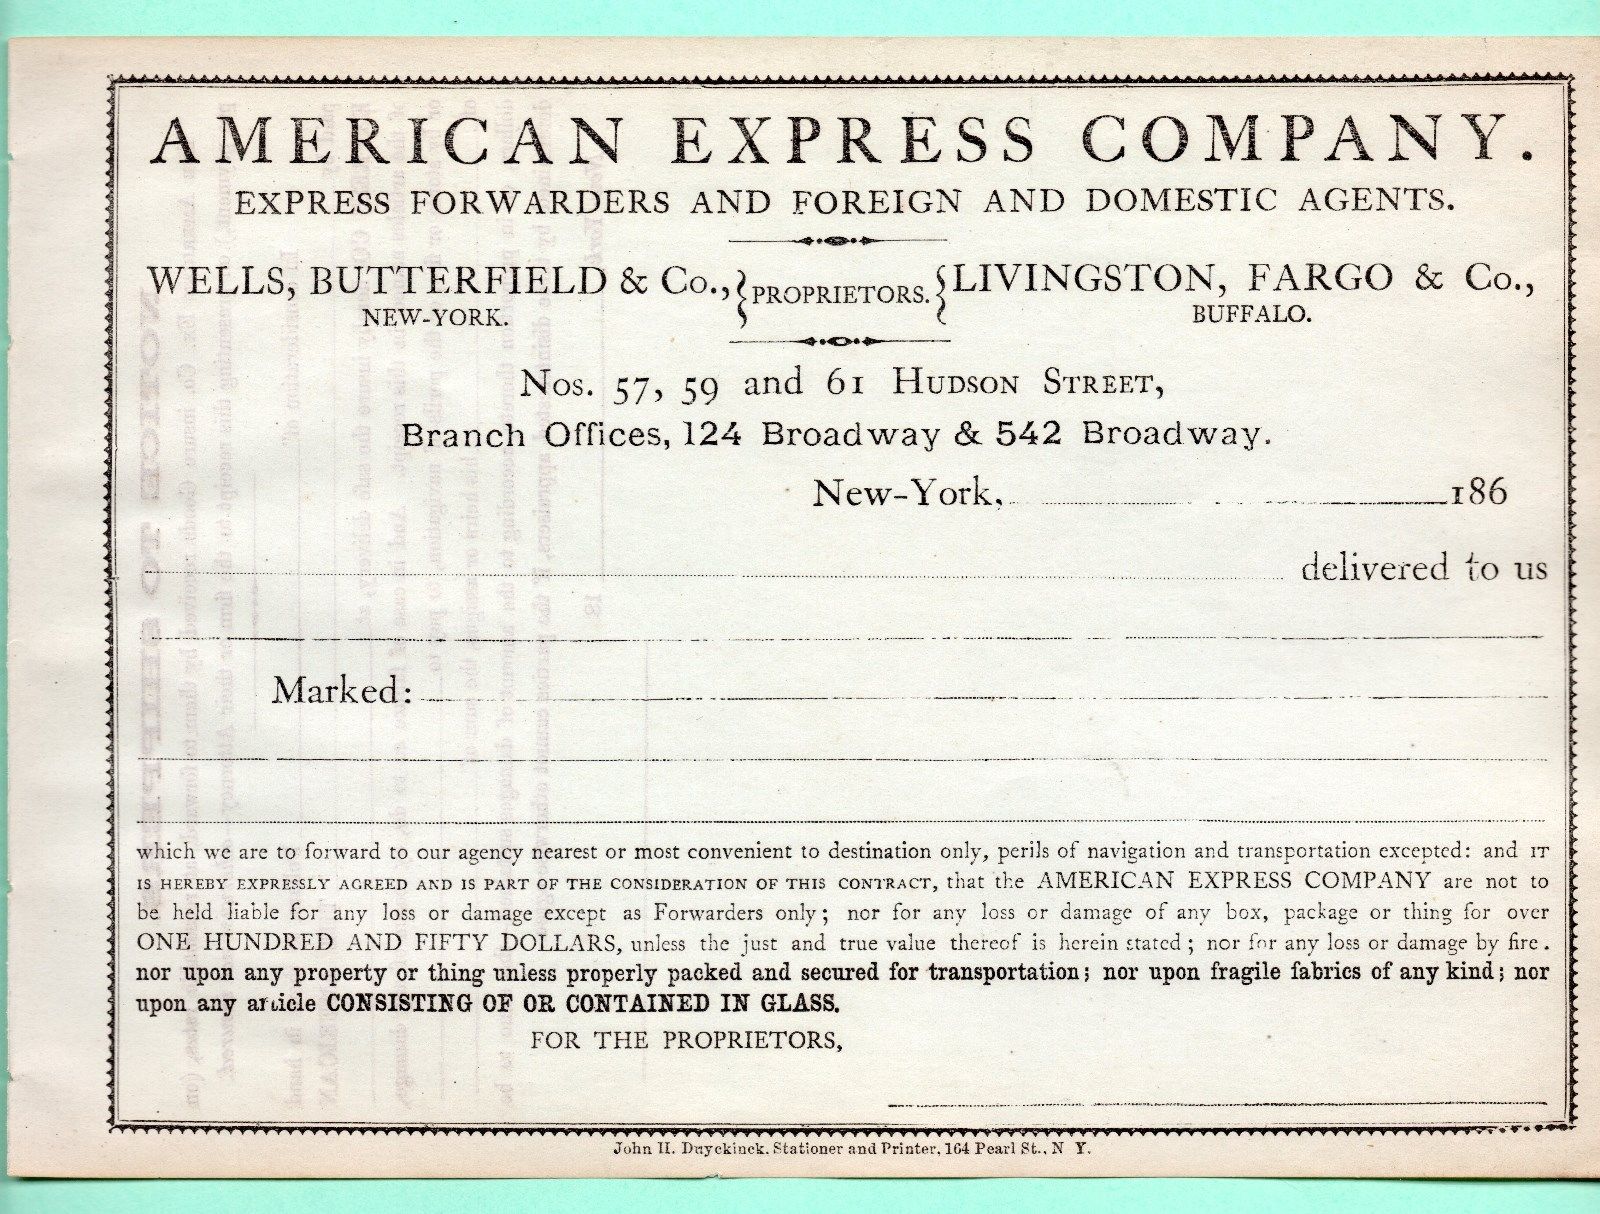 AMERICAN EXPRESS COMPANY.
EXPRESS FORWARDERS AND FOREIGN AND DOMESTIC AGENTS.
WELLS, BUTTERFIELD & Co., } PROPRIETORS. { LIVINGSTON, FARGO & Co.,
NEW-YORK. BUFFALO.
Nos. 57, 59 and 61 HUDSON STREET,
Branch Offices, 124 Broadway & 542 Broadway.
New-York, 186
delivered to us
Marked:
which we are to forward to our agency nearest or most convenient to destination only, perils of navigation and transportation excepted: and IT
IS HEREBY EXPRESSLY AGREED AND IS PART OF THE CONSIDERATION OF THIS CONTRACT, that the AMERICAN EXPRESS COMPANY are not to
be held liable for any loss or damage except as Forwarders only; nor for any loss or damage of any box, package or thing for over
ONE HUNDRED AND FIFTY DOLLARS, unless the just and true value thereof is herein stated; nor for any loss or damage by fire.
nor upon any property or thing unless properly packed and secured for transportation; nor upon fragile fabrics of any kind; nor
upon any article CONSISTING OF OR CONTAINED IN GLASS.
FOR THE PROPRIETORS,
John H. Duyckinck. Stationer and Printer, 164 Pearl St., N Y.